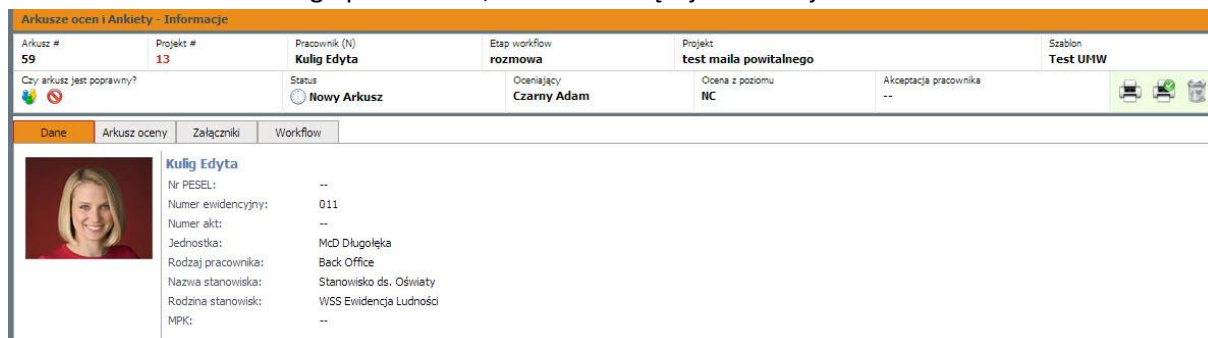 Arkusze ocen i Ankiety - Informacje
Arkusz # Projekt # Pracownik (N) Etap workflow Projekt Szablon
59 13 Kulig Edyta rozmowa test maila powitalnego Test UMW
Czy arkusz jest poprawny? Status Oceniający Ocena z poziomu Akceptacja pracownika
Nowy Arkusz Czarny Adam NC --
Dane Arkusz oceny Załączniki Workflow
Kulig Edyta
Nr PESEL: --
Numer ewidencyjny: 011
Numer akt: --
Jednostka: McD Długołęka
Rodzaj pracownika: Back Office
Nazwa stanowiska: Stanowisko ds. Oświaty
Rodzina stanowisk: WSS Ewidencja Ludności
MPK: --